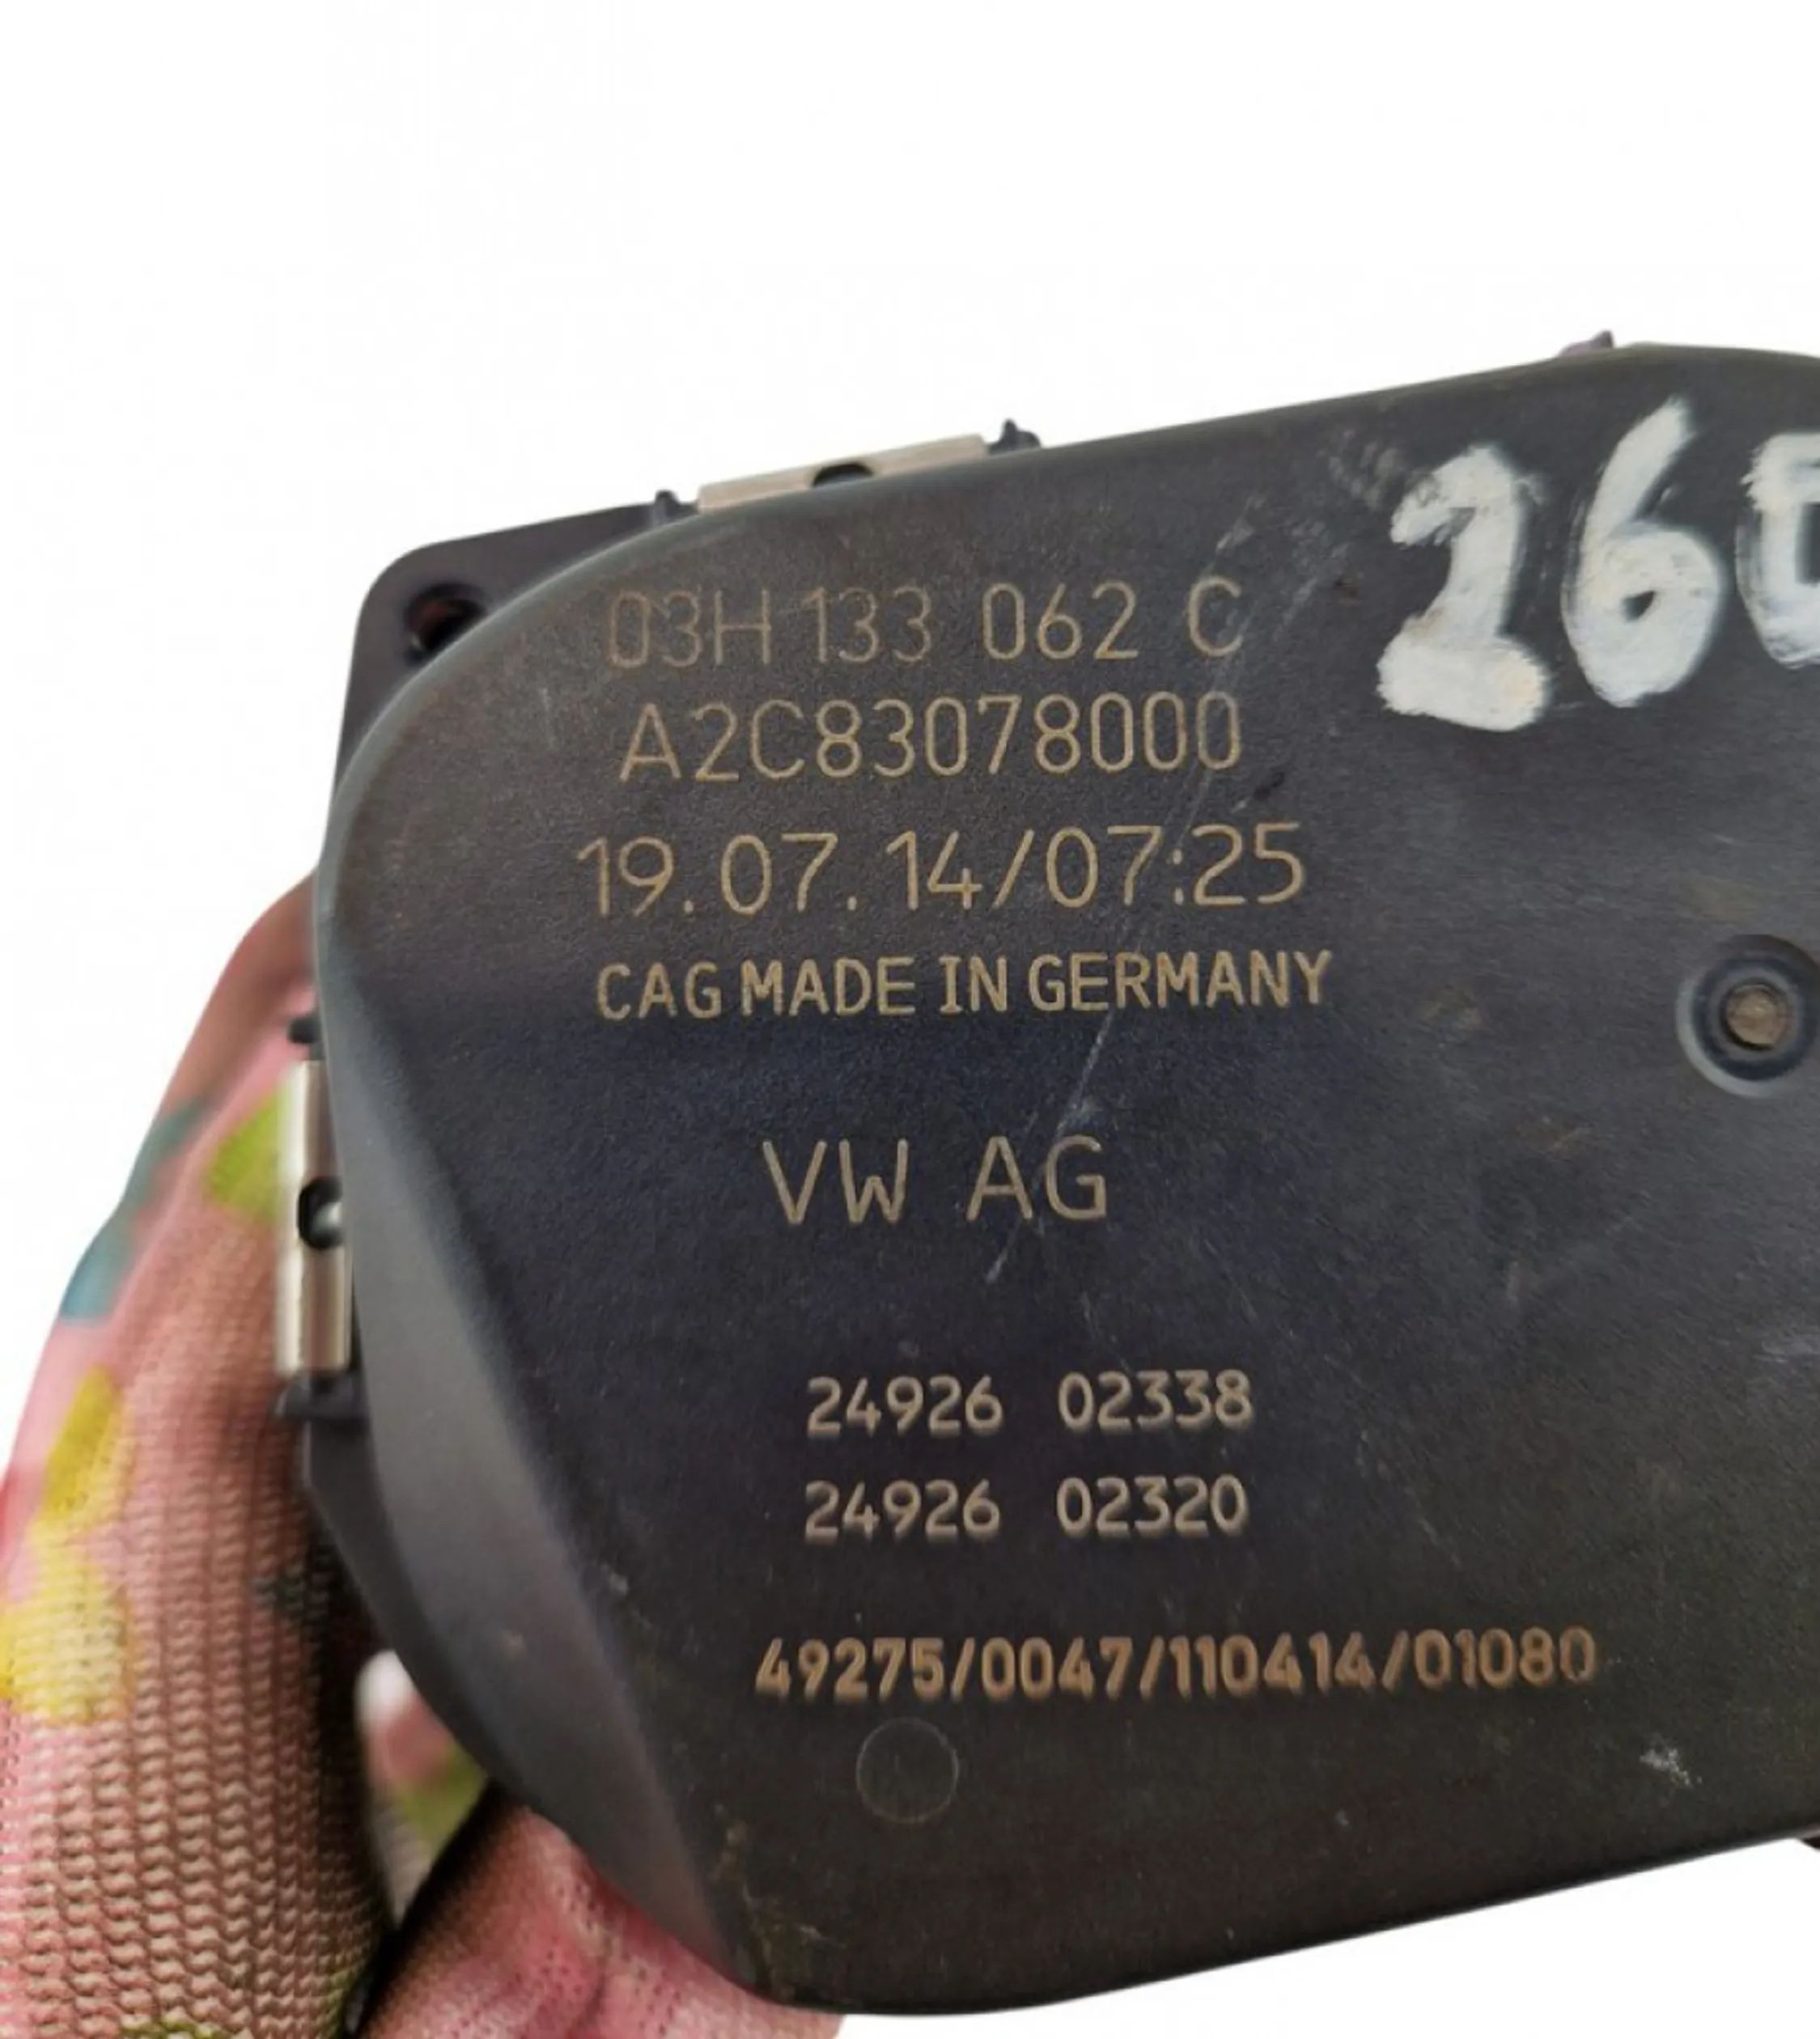 260
03H 133 062 C
A2C83078000
19.07.14/07:25
CAG MADE IN GERMANY
VW AG
24926 02338
24926 02320
49275/0047/110414/01080